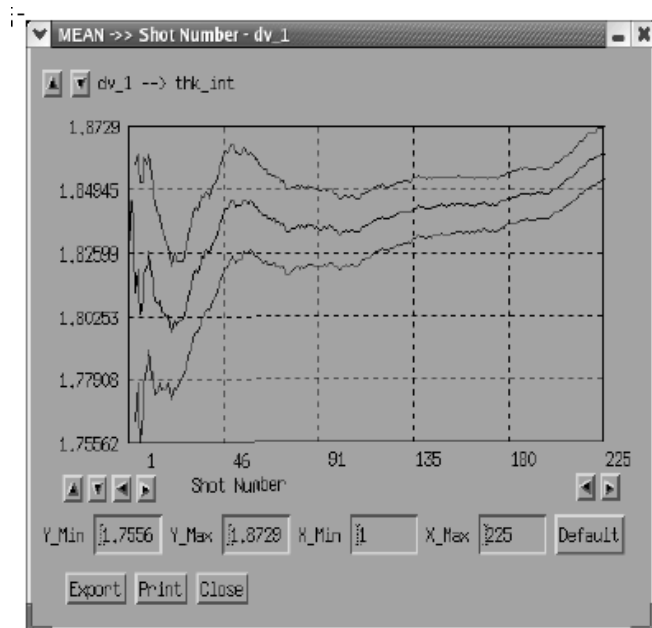 MEAN ->> Shot Number - dv_1
dv_1 --> thk_int
1.8729
1.84945
1.82599
1.80253
1.77908
1.75562
1 46 91 135 180 225
Shot Number
Y_Min 1.7556 Y_Max 1.8729 X_Min 1 X_Max 225 Default
Export Print Close